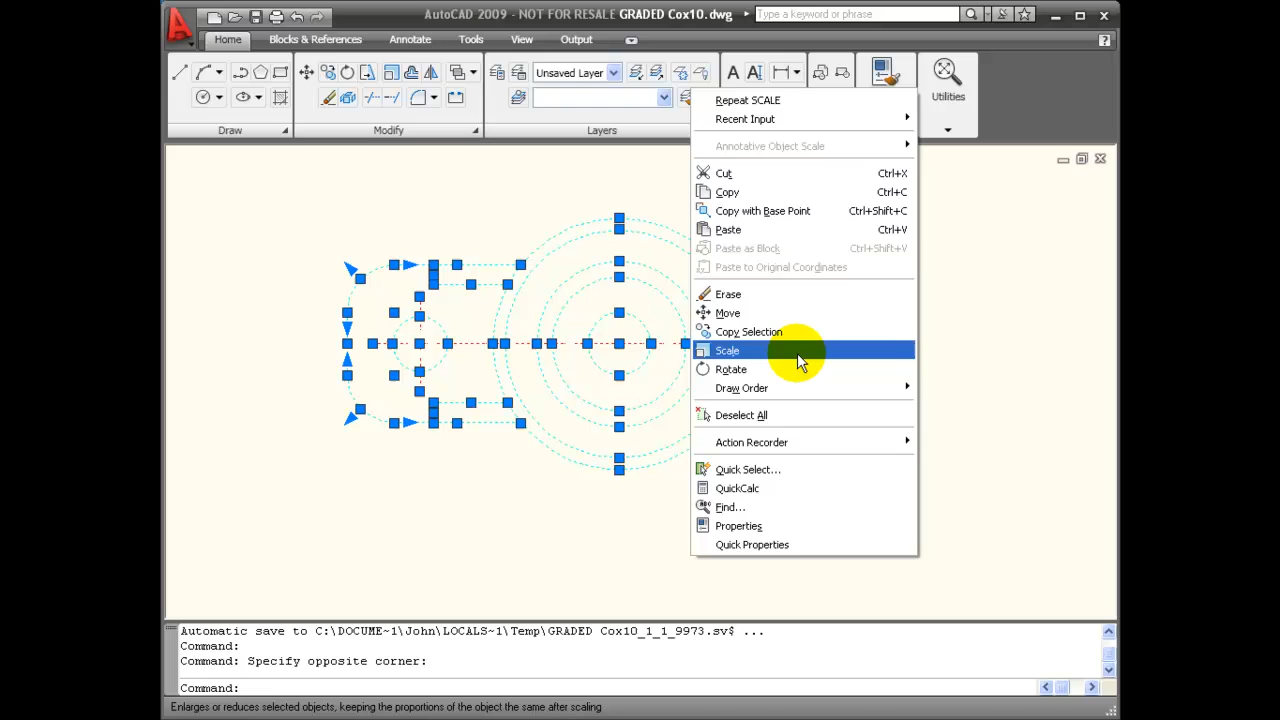 AutoCAD 2009 - NOT FOR RESALE GRADED Cox10.dwg
Type a keyword or phrase
Home Blocks & References Annotate Tools View Output
Unsaved Layer
A A
Utilities
Draw Modify Layers
Repeat SCALE
Recent Input
Annotative Object Scale
Cut Ctrl+X
Copy Ctrl+C
Copy with Base Point Ctrl+Shift+C
Paste Ctrl+V
Paste as Block Ctrl+Shift+V
Paste to Original Coordinates
Erase
Move
Copy Selection
Scale
Rotate
Draw Order
Deselect All
Action Recorder
Quick Select...
QuickCalc
Find...
Properties
Quick Properties
Automatic save to C:\DOCUME~1\John\LOCALS~1\Temp\GRADED Cox10_1_1_9973.sv$ ...
Command:
Command: Specify opposite corner:
Command:
Enlarges or reduces selected objects, keeping the proportions of the object the same after scaling